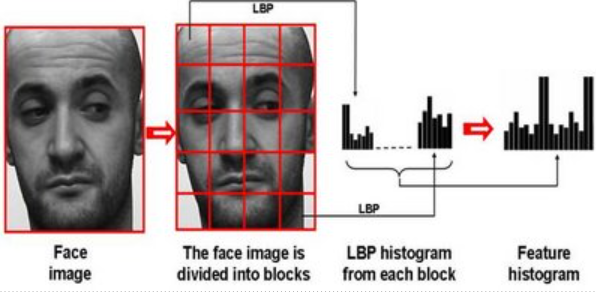 LBP
LBP
Face
image
The face image is
divided into blocks
LBP histogram
from each block
Feature
histogram